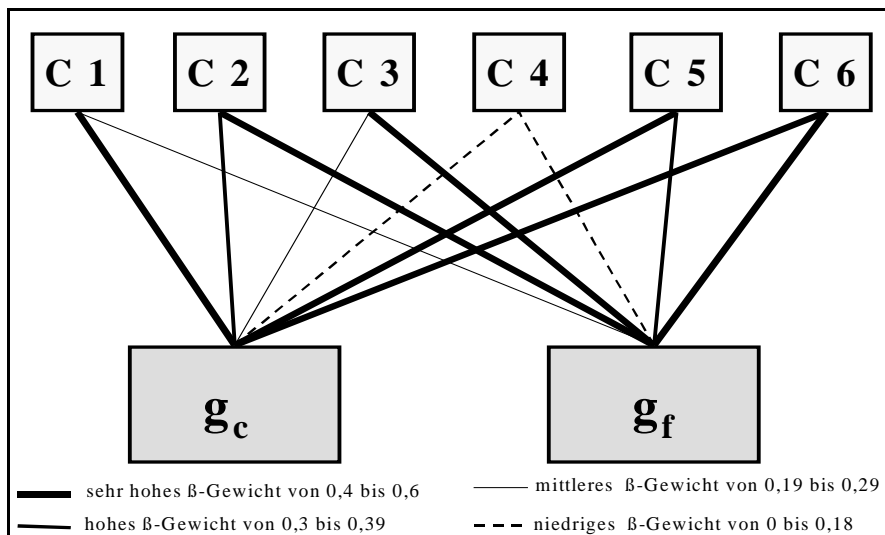 C 1 C 2 C 3 C 4 C 5 C 6
g_c g_f
sehr hohes ß-Gewicht von 0,4 bis 0,6
mittleres ß-Gewicht von 0,19 bis 0,29
hohes ß-Gewicht von 0,3 bis 0,39
niedriges ß-Gewicht von 0 bis 0,18